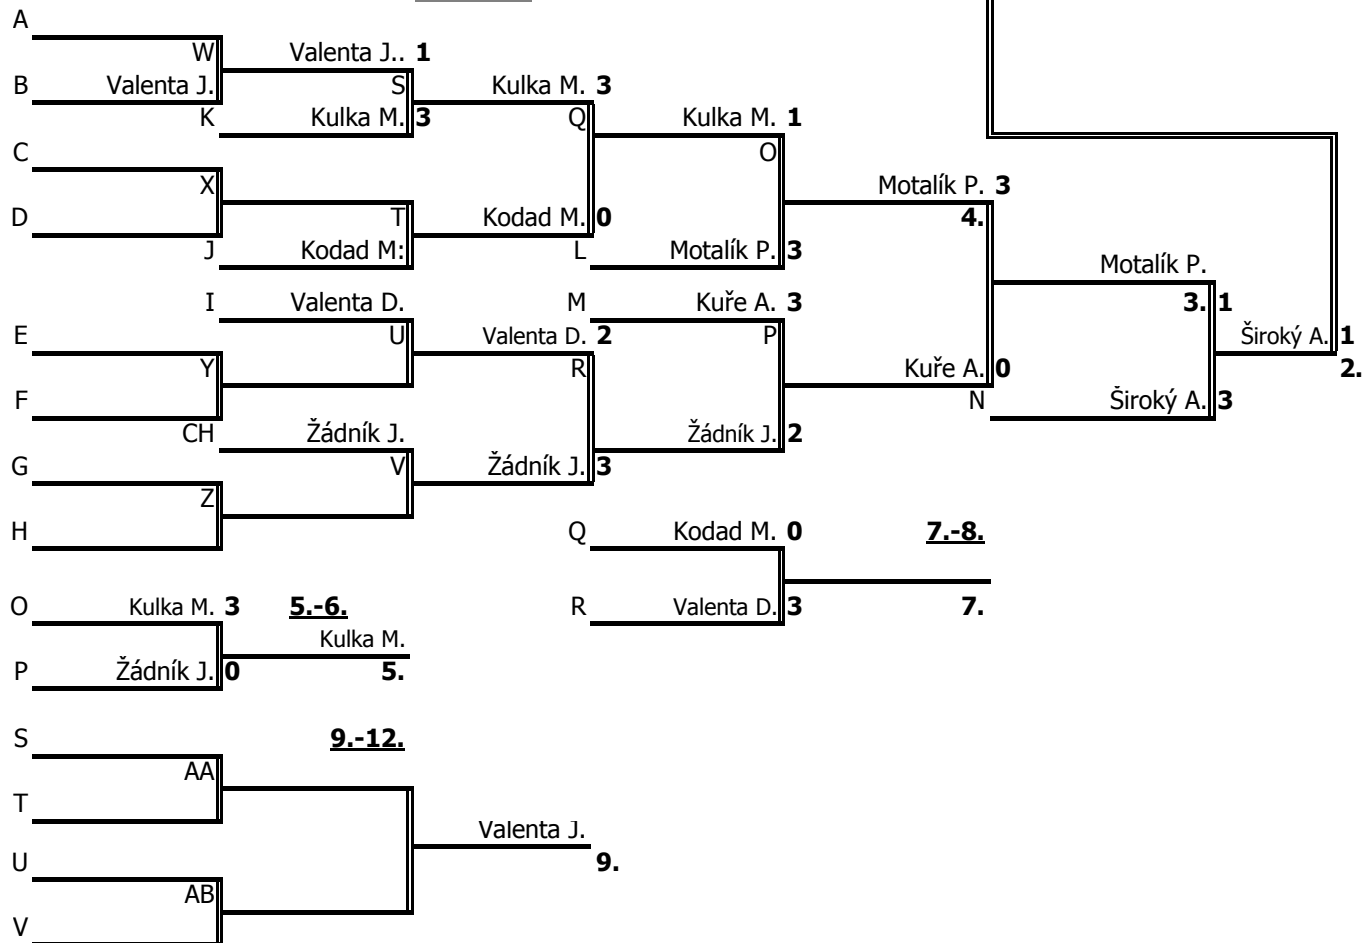 A
W Valenta J.. 1
B Valenta J. S Kulka M. 3
K Kulka M. 3 Q Kulka M. 1
C O
X Motalík P. 3
D T Kodad M. 0 4.
J Kodad M: L Motalík P. 3
Motalík P.
I Valenta D. M Kuře A. 3 3. 1
E U Valenta D. 2 P Široký A. 1
Y R Kuře A. 0 2.
F N Široký A. 3
CH Žádník J. Žádník J. 2
G V Žádník J. 3
Z
H Q Kodad M. 0 7.-8.
O Kulka M. 3 5.-6. R Valenta D. 3 7.
Kulka M.
P Žádník J. 0 5.
S 9.-12.
AA
T
Valenta J.
U 9.
AB
V